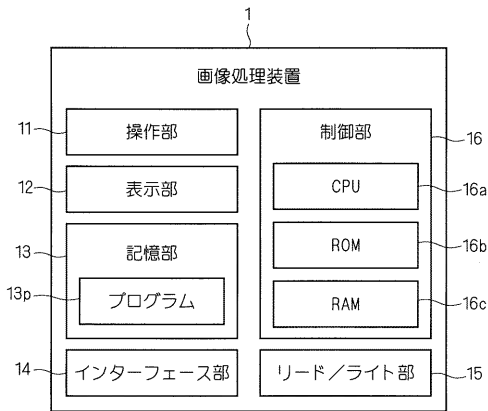 1
画像処理装置
11
操作部
12
表示部
13
記憶部
13p
プログラム
14
インターフェース部
制御部
16
CPU
16a
ROM
16b
RAM
16c
リード／ライト部
15